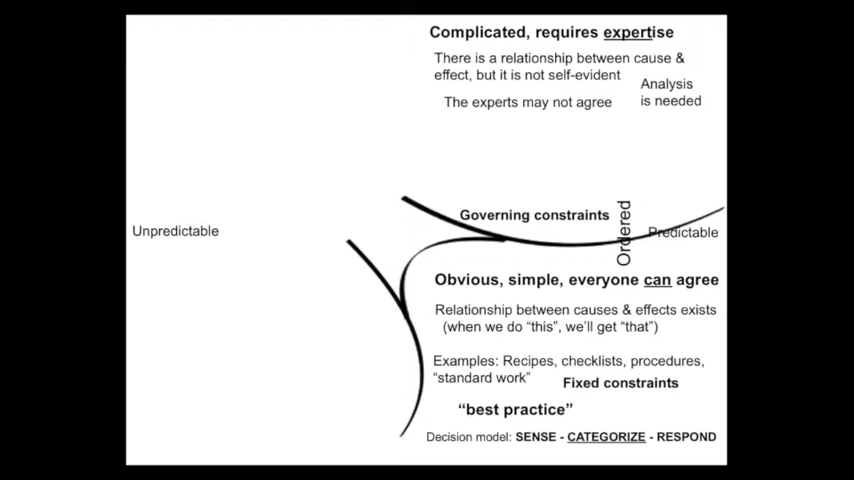 Complicated, requires expertise
There is a relationship between cause &
effect, but it is not self-evident
Analysis
is needed
The experts may not agree
Governing constraints
Ordered
Unpredictable
Predictable
Obvious, simple, everyone can agree
Relationship between causes & effects exists
(when we do “this”, we’ll get “that”)
Examples: Recipes, checklists, procedures,
“standard work”
Fixed constraints
“best practice”
Decision model: SENSE - CATEGORIZE - RESPOND